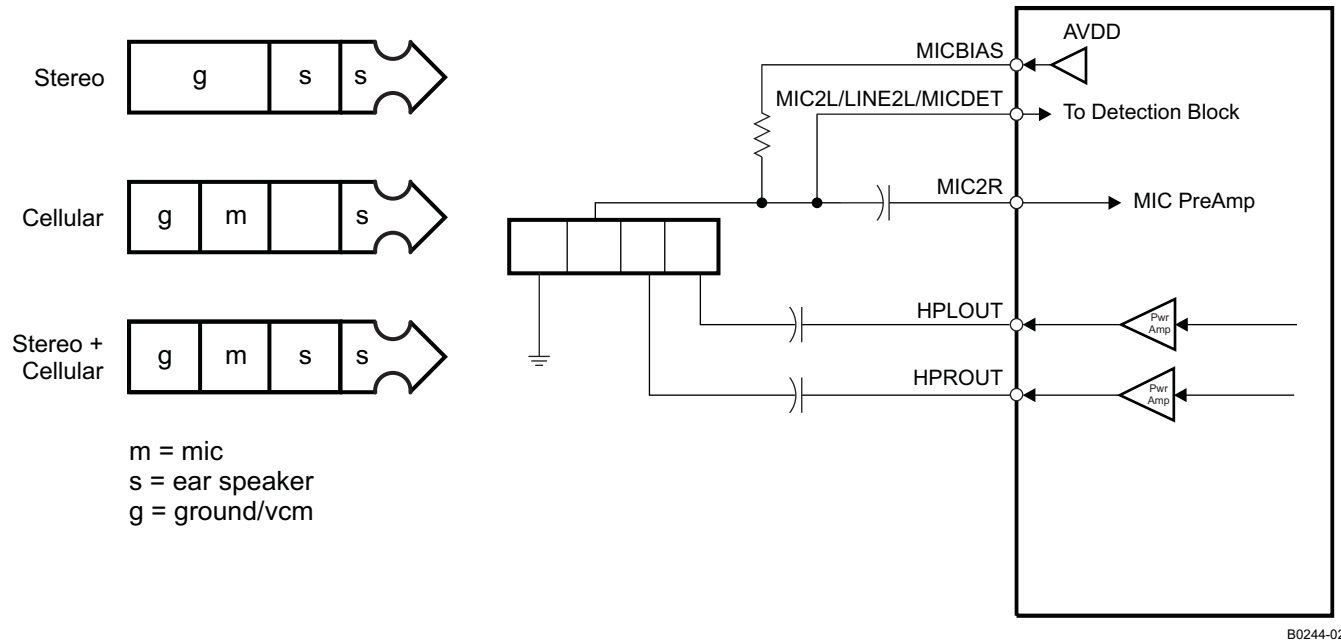 Stereo
g s s
Cellular
g m s
Stereo +
Cellular
g m s s
m = mic
s = ear speaker
g = ground/vcm
MICBIAS
AVDD
MIC2L/LINE2L/MICDET
To Detection Block
MIC2R
MIC PreAmp
HPLOUT
Pwr
Amp
HPROUT
Pwr
Amp
B0244-02